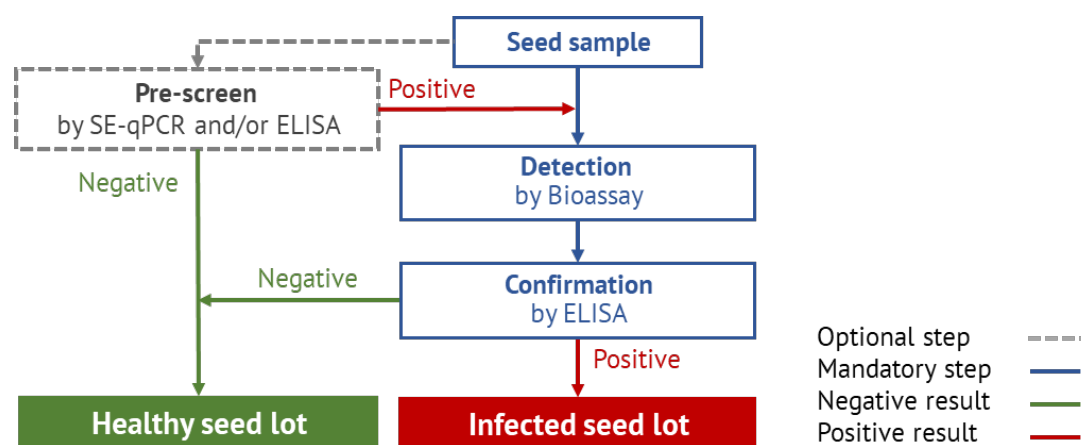 Seed sample
Pre-screen
by SE-qPCR and/or ELISA
Positive
Detection
by Bioassay
Negative
Confirmation
by ELISA
Negative
Positive
Healthy seed lot
Infected seed lot
Optional step
Mandatory step
Negative result
Positive result